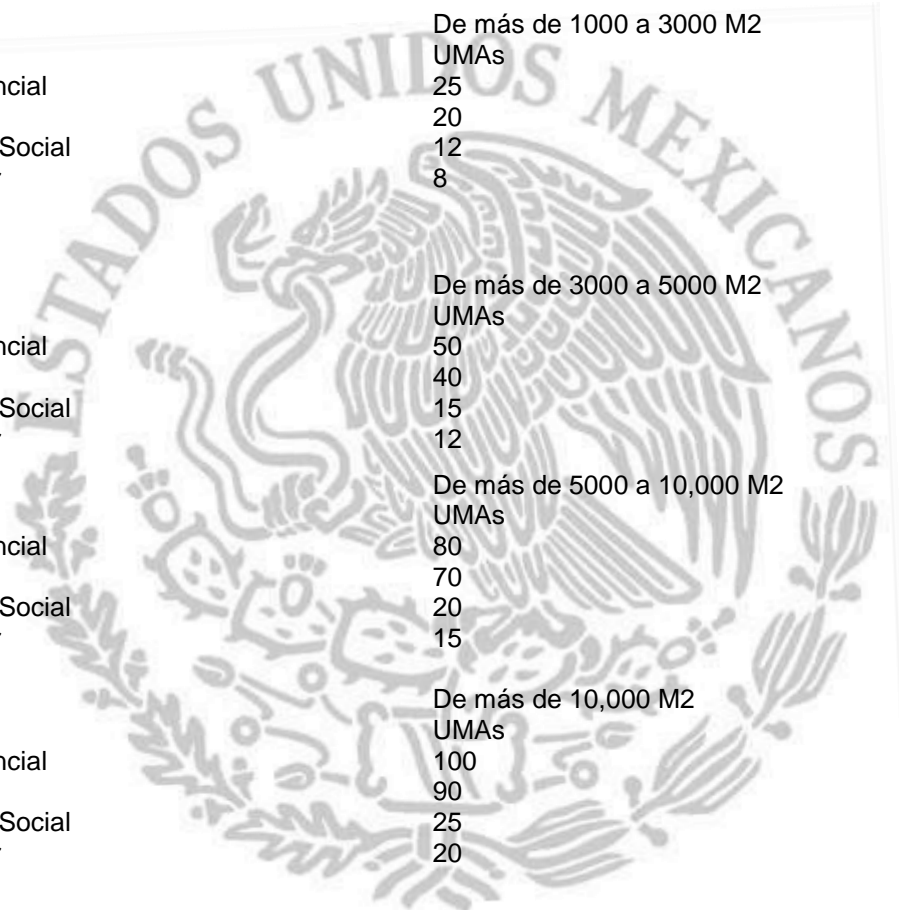 De más de 1000 a 3000 M2
UMAs
ncial 25
20
Social 12
8
De más de 3000 a 5000 M2
UMAs
ncial 50
40
Social 15
12
De más de 5000 a 10,000 M2
UMAs
ncial 80
70
Social 20
15
De más de 10,000 M2
UMAs
ncial 100
90
Social 25
20
ESTADOS UNIDOS MEXICANOS